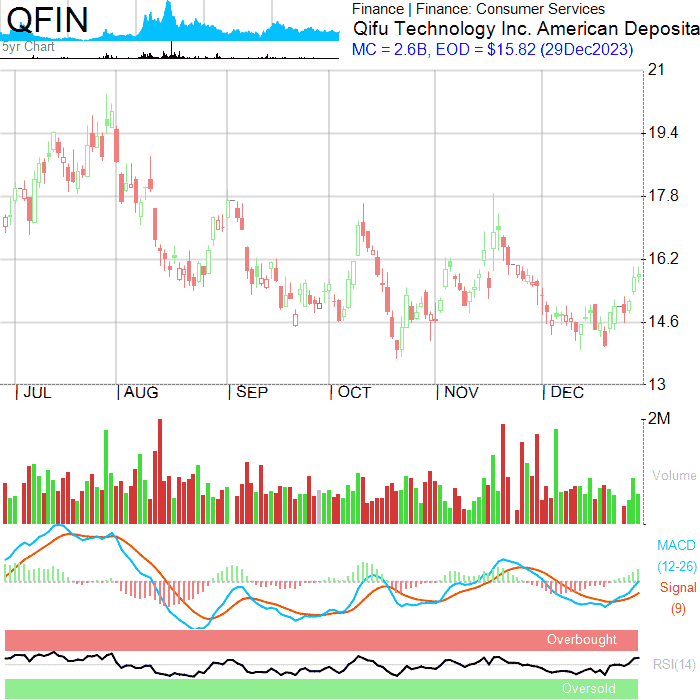 QFIN
5yr Chart
Finance | Finance: Consumer Services
Qifu Technology Inc. American Deposita
MC = 2.6B, EOD = $15.82 (29Dec2023)
21
19.4
17.8
16.2
14.6
13
JUL AUG SEP OCT NOV DEC
2M
Volume
MACD
(12-26)
Signal
(9)
Overbought
RSI(14)
Oversold